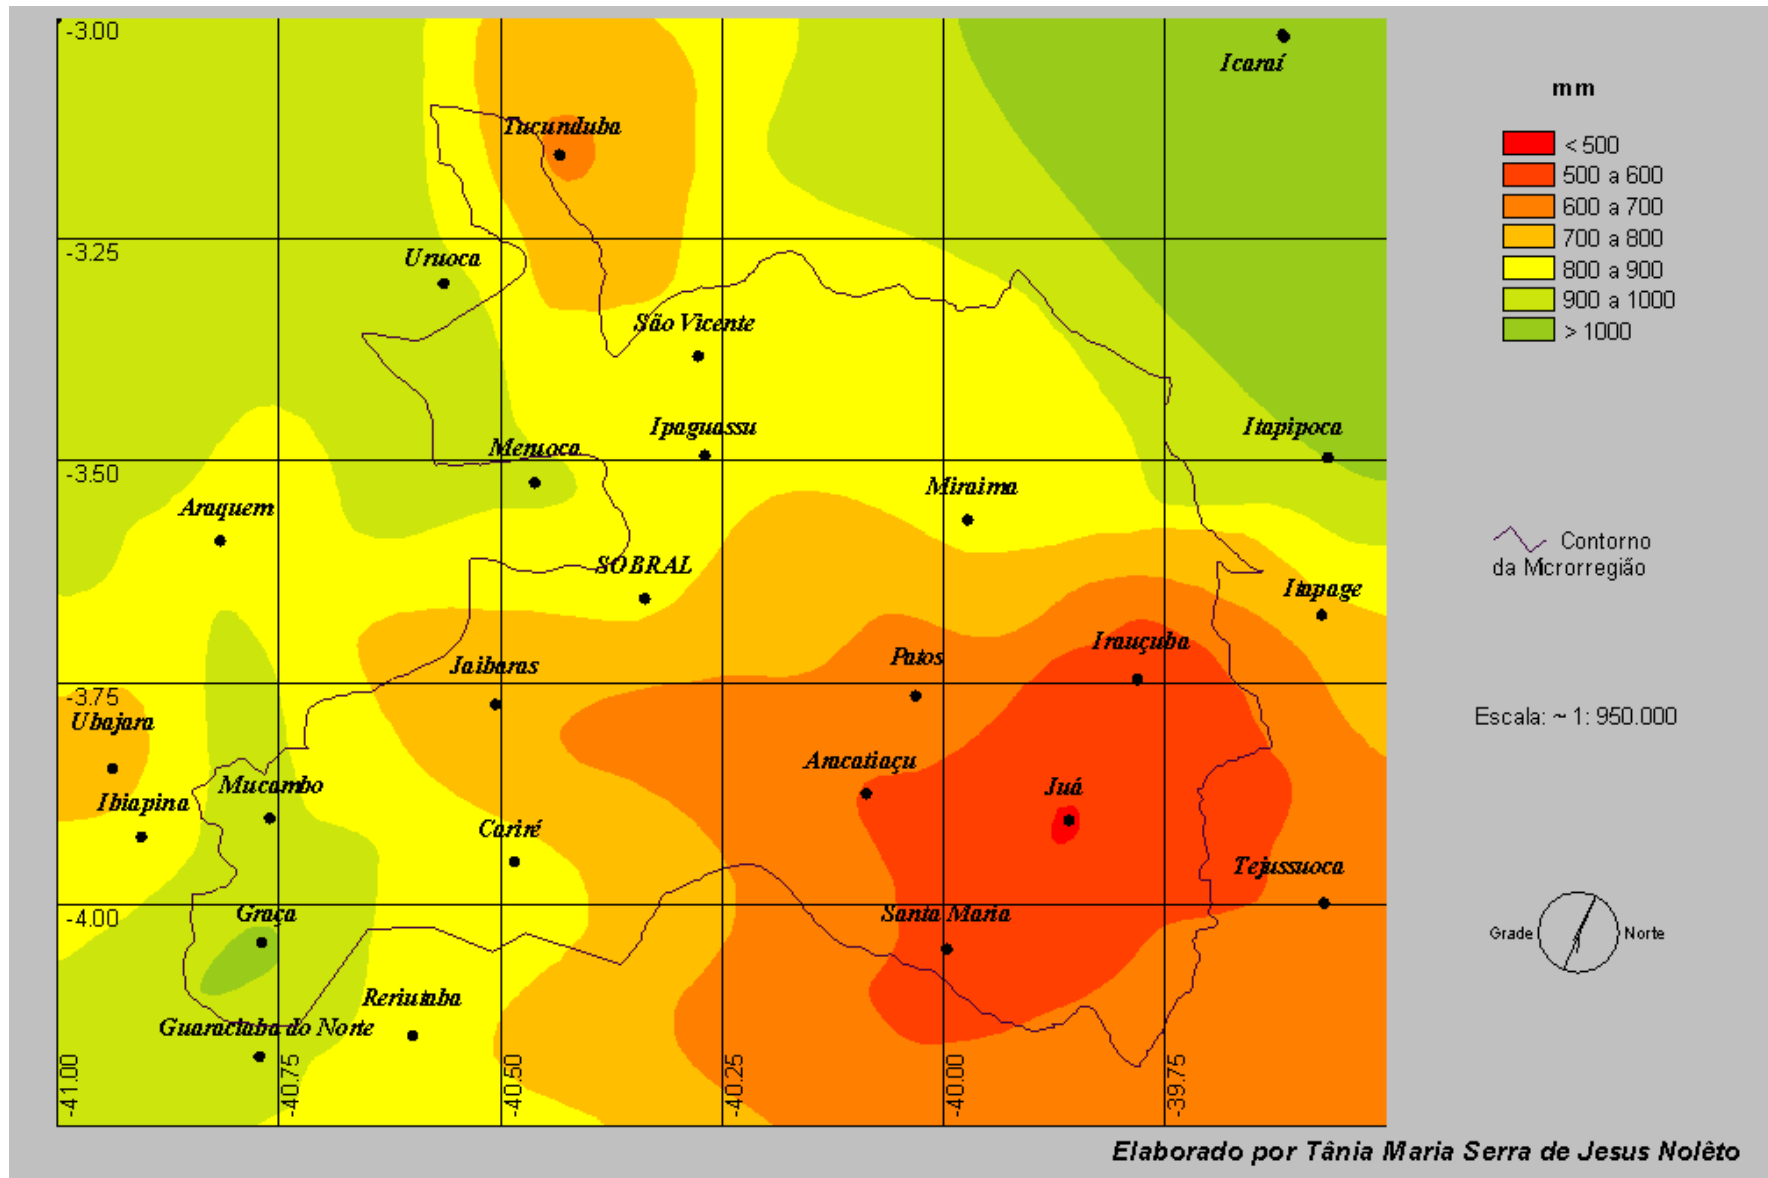 -3.00
Icaraí
mm
Tucunduba
< 500
500 a 600
600 a 700
-3.25
700 a 800
Uruoca
800 a 900
900 a 1000
São Vicente
> 1000
Ipaguassu
Itapipoca
Meruoca
-3.50
Miraima
Araquem
Contorno
da Microrregião
SOBRAL
Itapage
Irauçuba
Patos
Jaibaras
-3.75
Ubajara
Escala: ~ 1: 950.000
Aracatiaçu
Mucambo
Juá
Ibiapina
Cariré
Tejussuoca
-4.00
Graça
Santa Maria
Grade
Norte
Reriutaba
Guaraciaba do Norte
-41.00
-40.75
-40.50
-40.25
-40.00
-39.75
Elaborado por Tânia Maria Serra de Jesus Nolêto